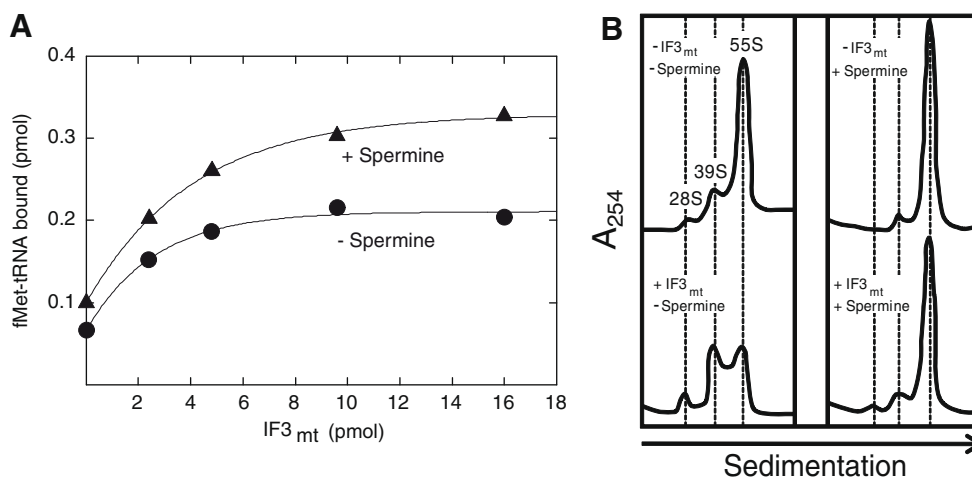 A
0.4
0.3
0.2
0.1
fMet-tRNA bound (pmol)
+ Spermine
- Spermine
2 4 6 8 10 12 14 16 18
IF3 mt (pmol)
B
- IF3mt
- Spermine
55S
39S
28S
- IF3mt
+ Spermine
+ IF3mt
- Spermine
+ IF3mt
+ Spermine
A254
Sedimentation